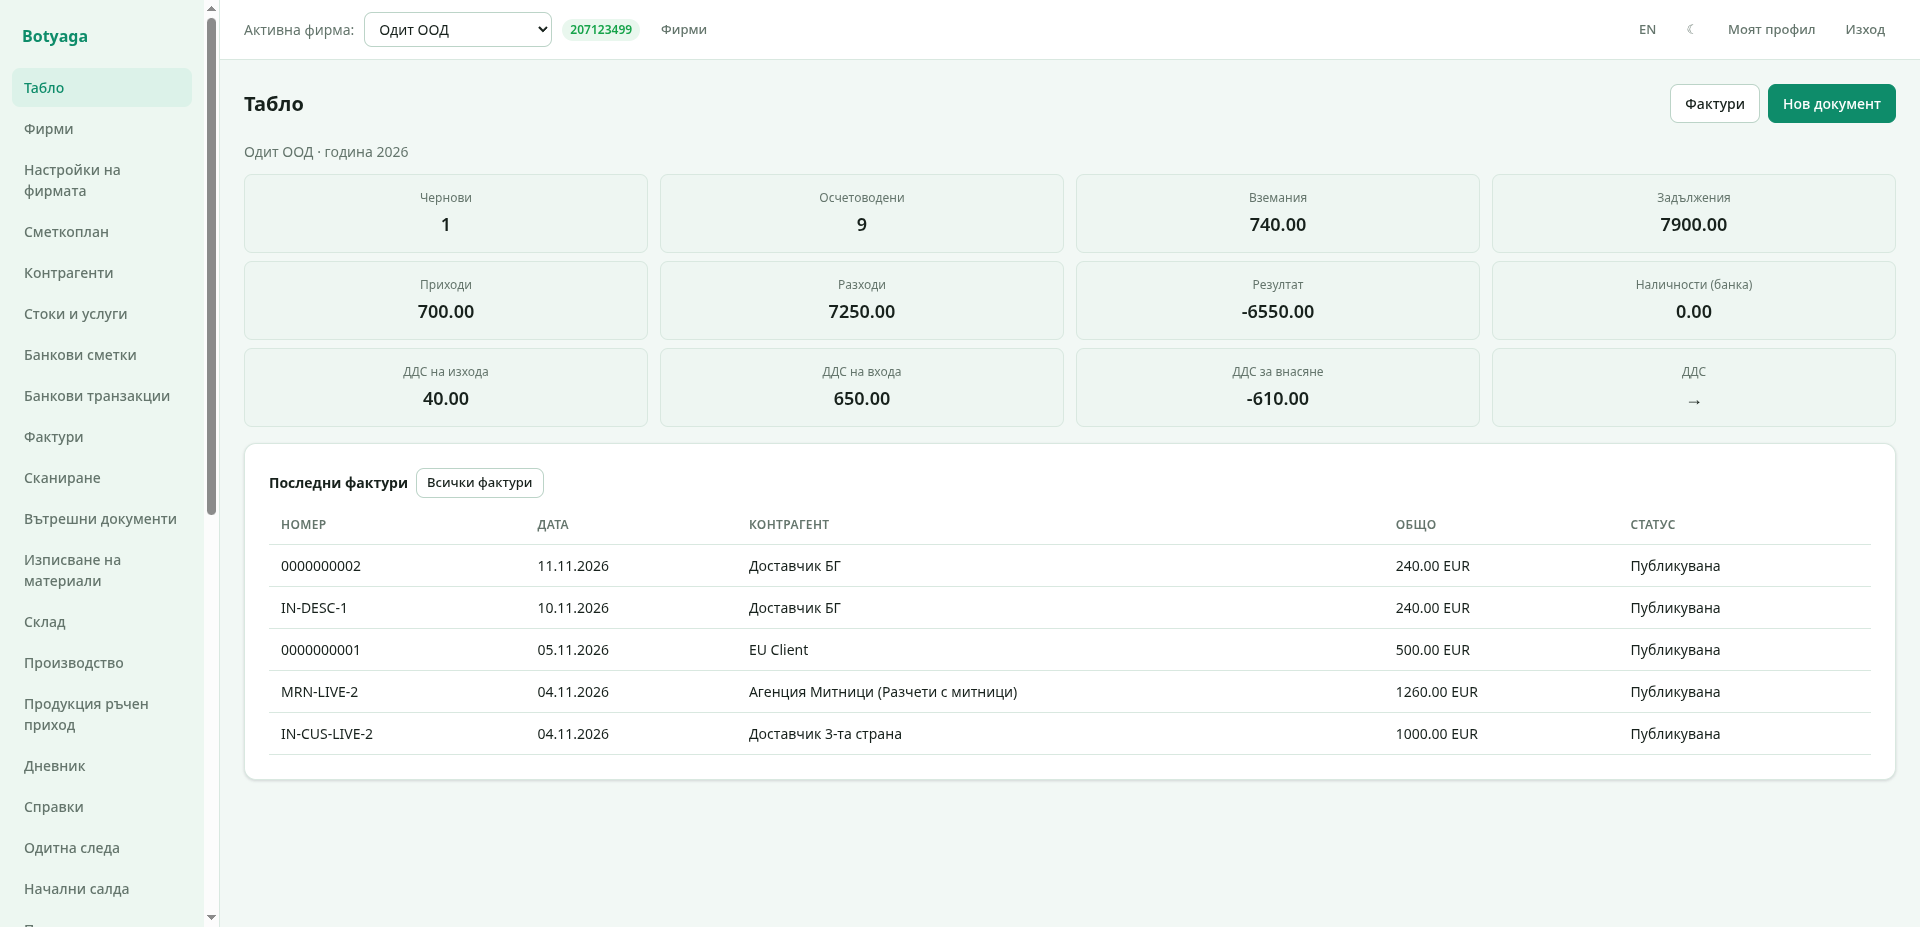 Botyaga
Табло
Фирми
Настройки на
фирмата
Сметкоплан
Контрагенти
Стоки и услуги
Банкови сметки
Банкови транзакции
Фактури
Сканиране
Вътрешни документи
Изписване на
материали
Склад
Производство
Продукция ръчен
приход
Дневник
Справки
Одитна следа
Начални салда
Активна фирма: Одит ООД 207123499 Фирми EN Моят профил Изход
Табло Фактури Нов документ
Одит ООД · година 2026
Чернови Осчетоводени Вземания Задължения
1 9 740.00 7900.00
Приходи Разходи Резултат Наличности (банка)
700.00 7250.00 -6550.00 0.00
ДДС на изхода ДДС на входа ДДС за внасяне ДДС
40.00 650.00 -610.00 →
Последни фактури Всички фактури
НОМЕР ДАТА КОНТРАГЕНТ ОБЩО СТАТУС
0000000002 11.11.2026 Доставчик БГ 240.00 EUR Публикувана
IN-DESC-1 10.11.2026 Доставчик БГ 240.00 EUR Публикувана
0000000001 05.11.2026 EU Client 500.00 EUR Публикувана
MRN-LIVE-2 04.11.2026 Агенция Митници (Разчети с митници) 1260.00 EUR Публикувана
IN-CUS-LIVE-2 04.11.2026 Доставчик 3-та страна 1000.00 EUR Публикувана